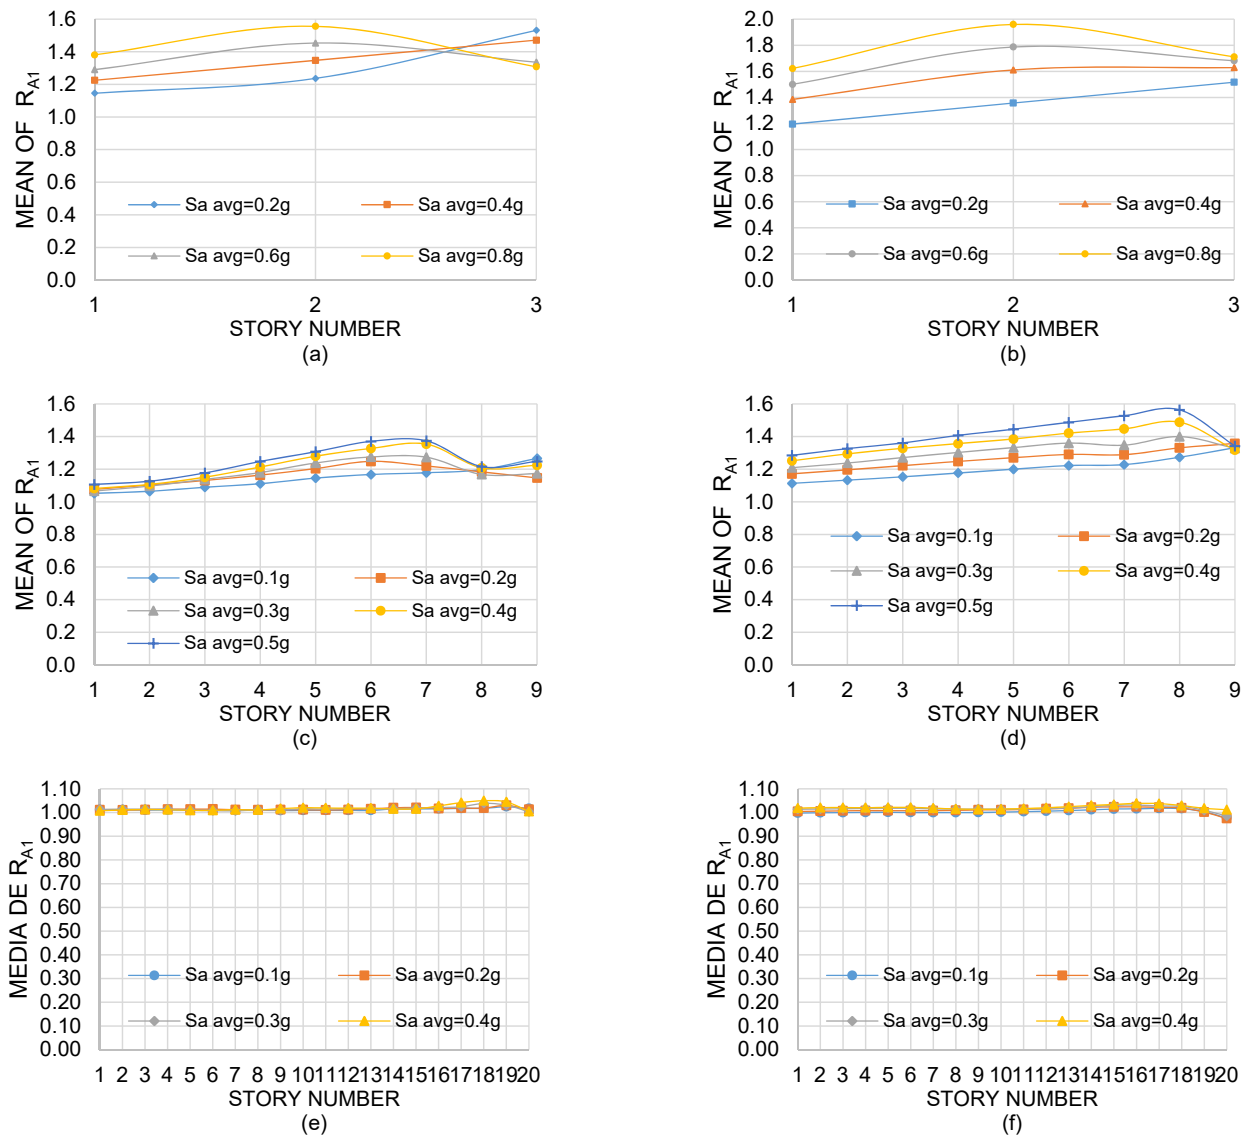 1.6
1.4
1.2
1.0
0.8
0.6
0.4
0.2
0.0
MEAN OF R_A1
Sa avg=0.2g
Sa avg=0.4g
Sa avg=0.6g
Sa avg=0.8g
1 2 3
STORY NUMBER
(a)
2.0
1.8
1.6
1.4
1.2
1.0
0.8
0.6
0.4
0.2
0.0
MEAN OF R_A1
Sa avg=0.2g
Sa avg=0.4g
Sa avg=0.6g
Sa avg=0.8g
1 2 3
STORY NUMBER
(b)
1.6
1.4
1.2
1.0
0.8
0.6
0.4
0.2
0.0
MEAN OF R_A1
Sa avg=0.1g
Sa avg=0.2g
Sa avg=0.3g
Sa avg=0.4g
Sa avg=0.5g
1 2 3 4 5 6 7 8 9
STORY NUMBER
(c)
1.6
1.4
1.2
1.0
0.8
0.6
0.4
0.2
0.0
MEAN OF R_A1
Sa avg=0.1g
Sa avg=0.2g
Sa avg=0.3g
Sa avg=0.4g
Sa avg=0.5g
1 2 3 4 5 6 7 8 9
STORY NUMBER
(d)
1.10
1.00
0.90
0.80
0.70
0.60
0.50
0.40
0.30
0.20
0.10
0.00
MEDIA DE R_A1
Sa avg=0.1g
Sa avg=0.2g
Sa avg=0.3g
Sa avg=0.4g
1 2 3 4 5 6 7 8 9 10 11 12 13 14 15 16 17 18 19 20
STORY NUMBER
(e)
1.10
1.00
0.90
0.80
0.70
0.60
0.50
0.40
0.30
0.20
0.10
0.00
MEDIA DE R_A1
Sa avg=0.1g
Sa avg=0.2g
Sa avg=0.3g
Sa avg=0.4g
1 2 3 4 5 6 7 8 9 10 11 12 13 14 15 16 17 18 19 20
STORY NUMBER
(f)